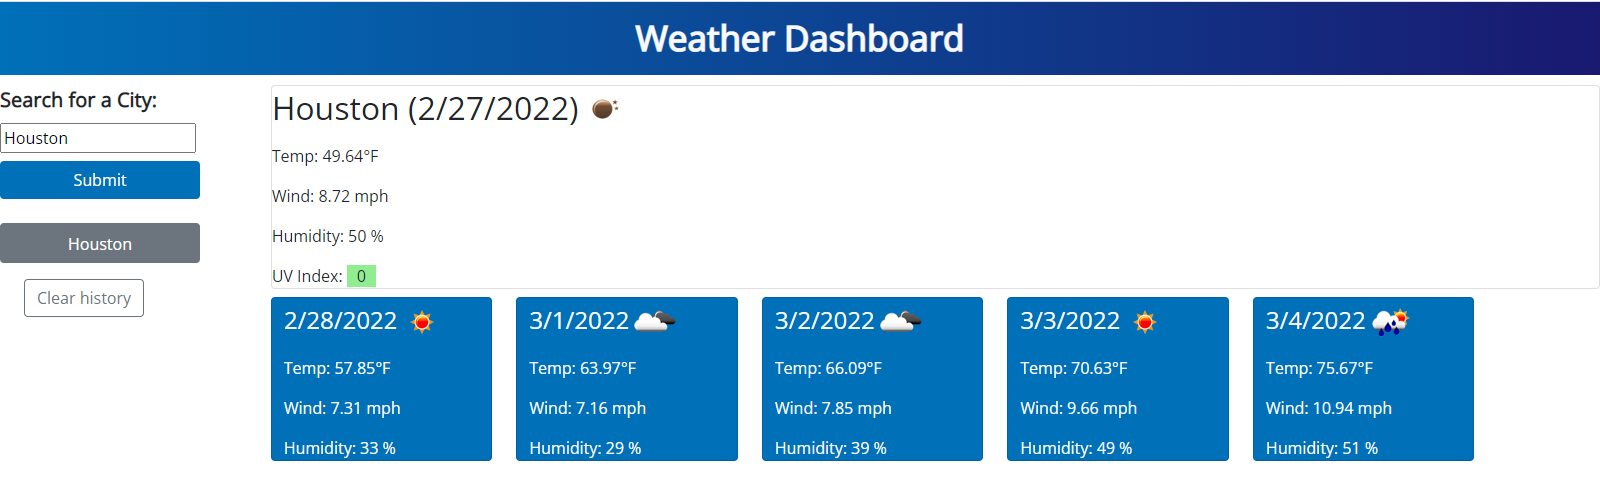 Weather Dashboard
Search for a City:
Houston
Submit
Houston
Clear history
Houston (2/27/2022)
Temp: 49.64°F
Wind: 8.72 mph
Humidity: 50 %
UV Index: 0
2/28/2022
Temp: 57.85°F
Wind: 7.31 mph
Humidity: 33 %
3/1/2022
Temp: 63.97°F
Wind: 7.16 mph
Humidity: 29 %
3/2/2022
Temp: 66.09°F
Wind: 7.85 mph
Humidity: 39 %
3/3/2022
Temp: 70.63°F
Wind: 9.66 mph
Humidity: 49 %
3/4/2022
Temp: 75.67°F
Wind: 10.94 mph
Humidity: 51 %